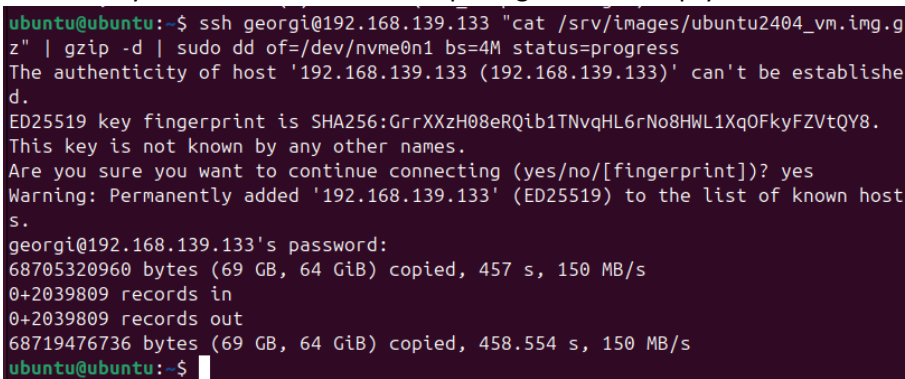 ubuntu@ubuntu:~$ ssh georgi@192.168.139.133 "cat /srv/images/ubuntu2404_vm.img.g
z" | gzip -d | sudo dd of=/dev/nvme0n1 bs=4M status=progress
The authenticity of host '192.168.139.133 (192.168.139.133)' can't be establishe
d.
ED25519 key fingerprint is SHA256:GrrXXzH08eRQib1TNvqHL6rNo8HWL1XqOFkyFZVtQY8.
This key is not known by any other names.
Are you sure you want to continue connecting (yes/no/[fingerprint])? yes
Warning: Permanently added '192.168.139.133' (ED25519) to the list of known host
s.
georgi@192.168.139.133's password:
68705320960 bytes (69 GB, 64 GiB) copied, 457 s, 150 MB/s
0+2039809 records in
0+2039809 records out
68719476736 bytes (69 GB, 64 GiB) copied, 458.554 s, 150 MB/s
ubuntu@ubuntu:~$